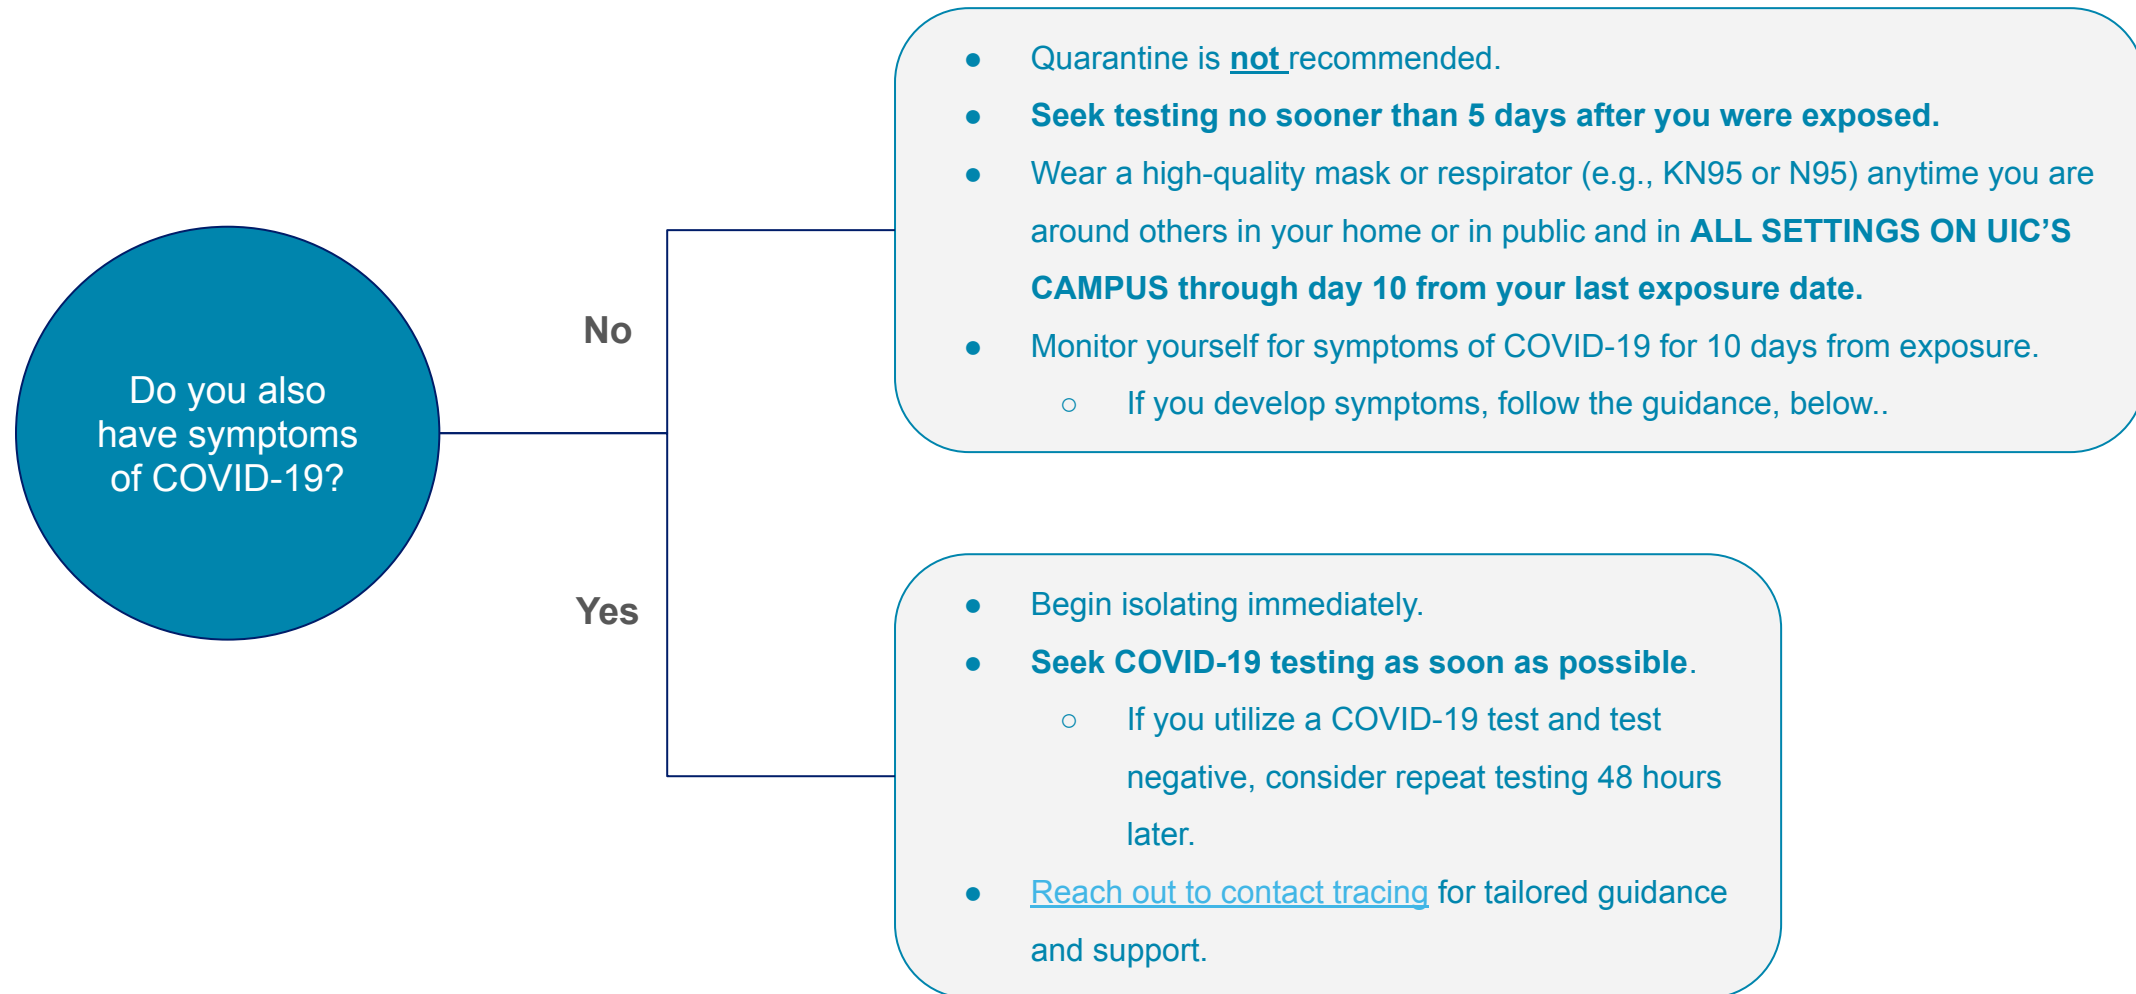 Do you also
have symptoms
of COVID-19?
No
● Quarantine is not recommended.
● Seek testing no sooner than 5 days after you were exposed.
● Wear a high-quality mask or respirator (e.g., KN95 or N95) anytime you are
around others in your home or in public and in ALL SETTINGS ON UIC’S
CAMPUS through day 10 from your last exposure date.
● Monitor yourself for symptoms of COVID-19 for 10 days from exposure.
○ If you develop symptoms, follow the guidance, below..
Yes
● Begin isolating immediately.
● Seek COVID-19 testing as soon as possible.
○ If you utilize a COVID-19 test and test
negative, consider repeat testing 48 hours
later.
● Reach out to contact tracing for tailored guidance
and support.